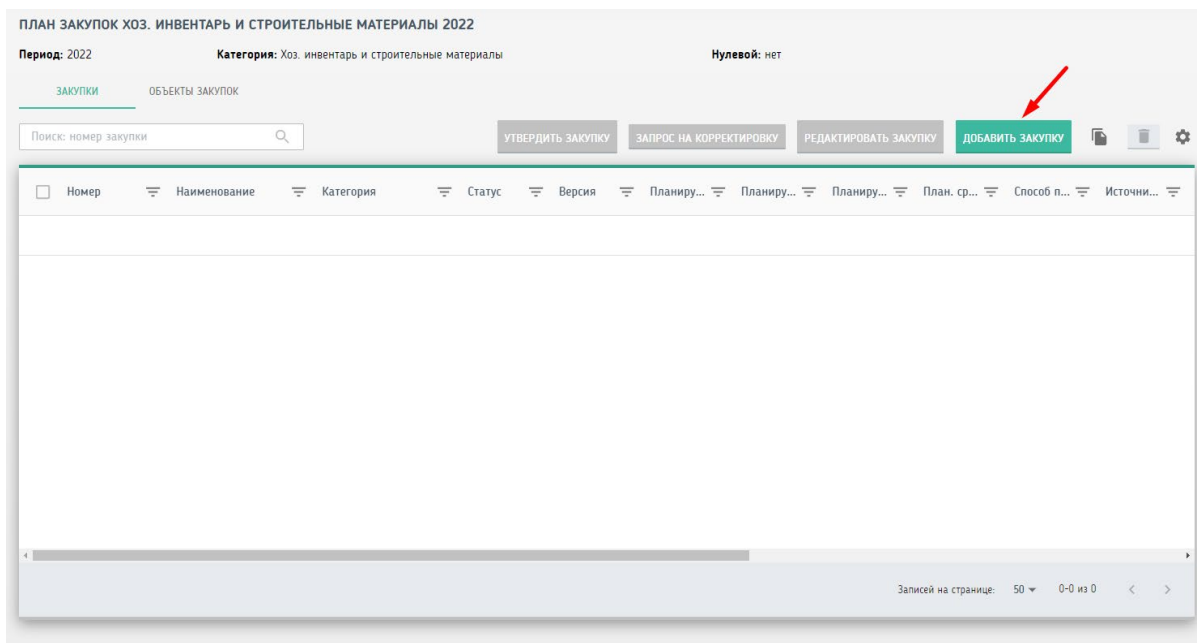 ПЛАН ЗАКУПОК ХОЗ. ИНВЕНТАРЬ И СТРОИТЕЛЬНЫЕ МАТЕРИАЛЫ 2022
Период: 2022 Категория: Хоз. инвентарь и строительные материалы Нулевой: нет
ЗАКУПКИ ОБЪЕКТЫ ЗАКУПОК
Поиск: номер закупки УТВЕРДИТЬ ЗАКУПКУ ЗАПРОС НА КОРРЕКТИРОВКУ РЕДАКТИРОВАТЬ ЗАКУПКУ ДОБАВИТЬ ЗАКУПКУ
Номер Наименование Категория Статус Версия Планиру... Планиру... Планиру... План. ср... Способ п... Источни...
Записей на странице: 50 0-0 из 0